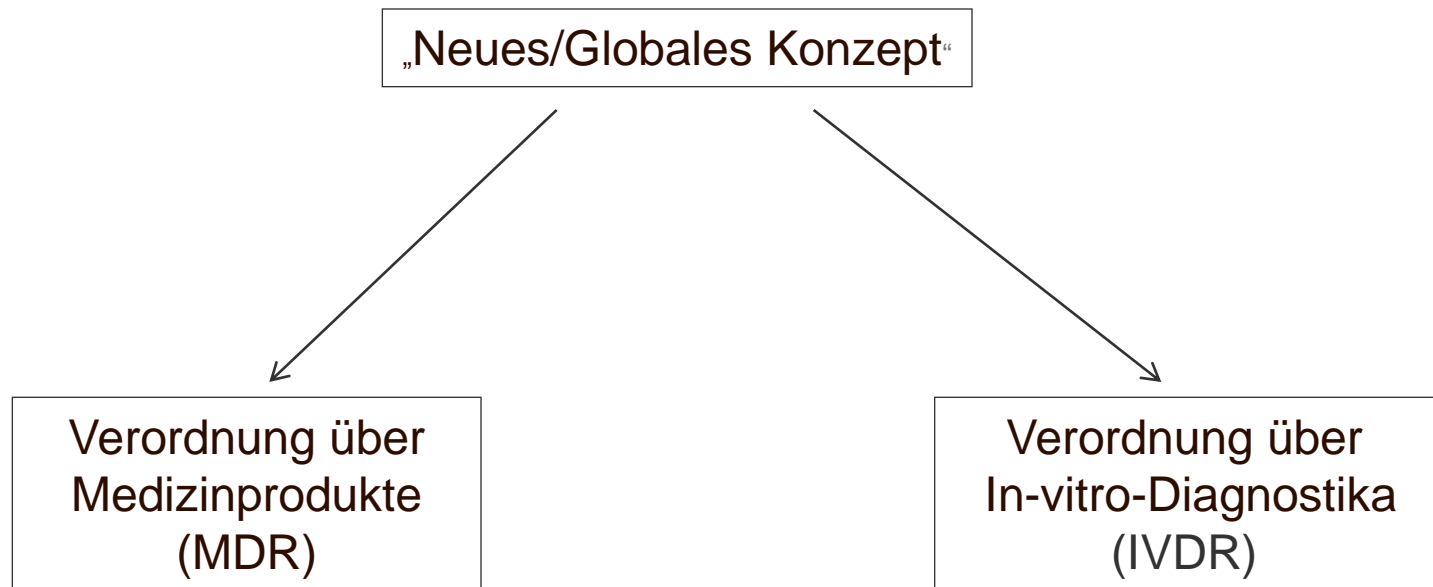 „Neues/Globales Konzept“
Verordnung über
Medizinprodukte
(MDR)
Verordnung über
In-vitro-Diagnostika
(IVDR)